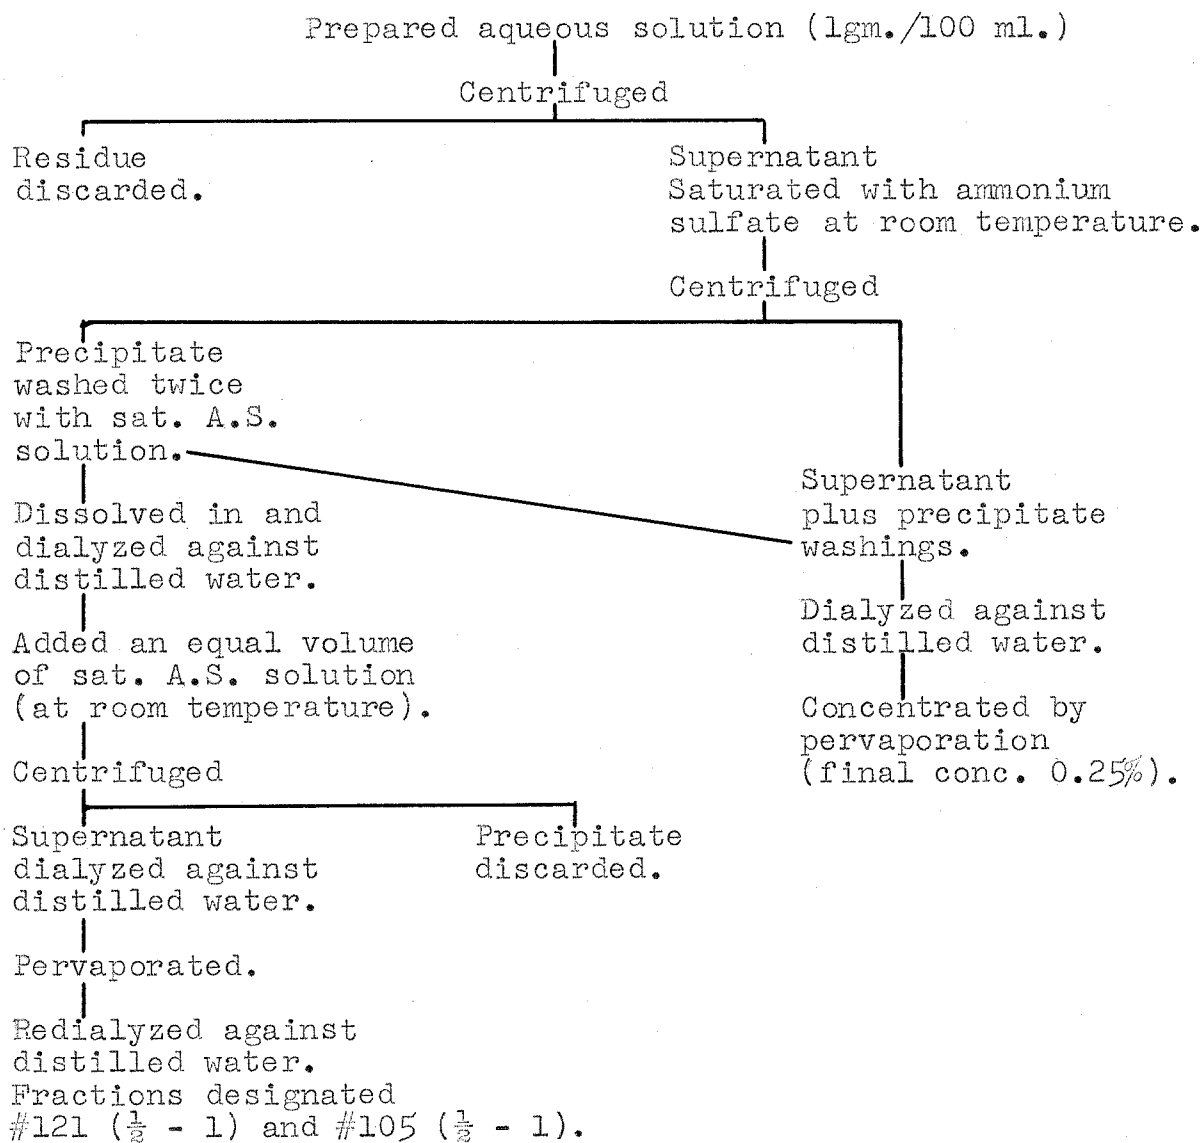 Prepared aqueous solution (1gm./100 ml.)
Centrifuged
Residue
discarded.
Supernatant
Saturated with ammonium
sulfate at room temperature.
Centrifuged
Precipitate
washed twice
with sat. A.S.
solution.
Supernatant
plus precipitate
washings.
Dissolved in and
dialyzed against
distilled water.
Dialyzed against
distilled water.
Added an equal volume
of sat. A.S. solution
(at room temperature).
Concentrated by
pervaporation
(final conc. 0.25%).
Centrifuged
Supernatant
dialyzed against
distilled water.
Precipitate
discarded.
Pervaporated.
Redialyzed against
distilled water.
Fractions designated
#121 (½ - 1) and #105 (½ - 1).